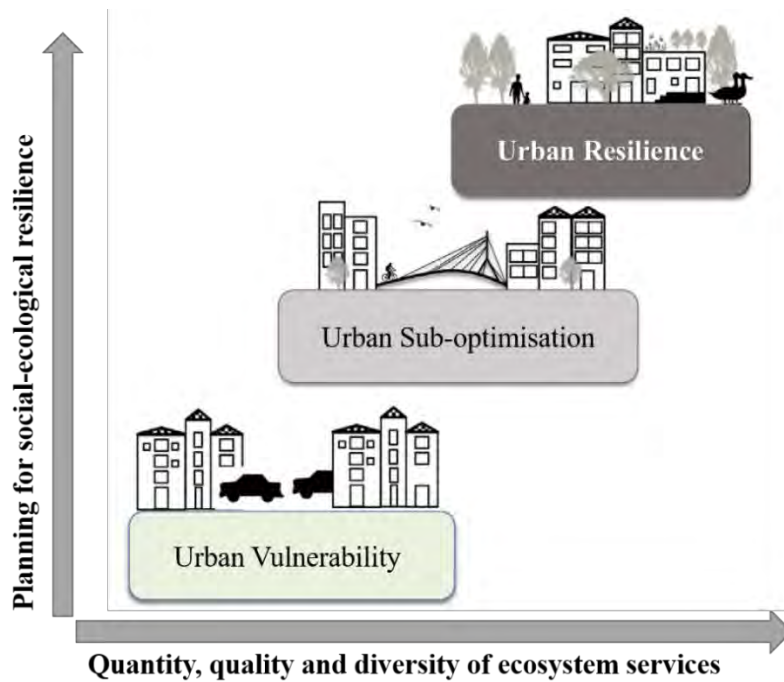 Planning for social-ecological resilience
Urban Resilience
Urban Sub-optimisation
Urban Vulnerability
Quantity, quality and diversity of ecosystem services